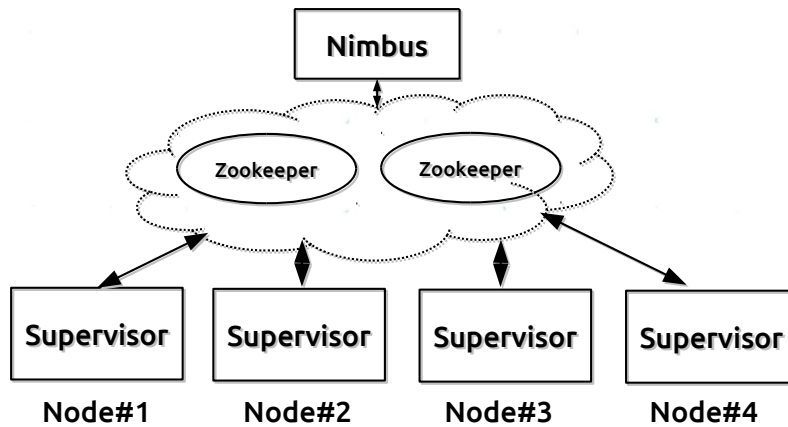 Nimbus
Zookeeper Zookeeper
Supervisor Supervisor Supervisor Supervisor
Node#1 Node#2 Node#3 Node#4